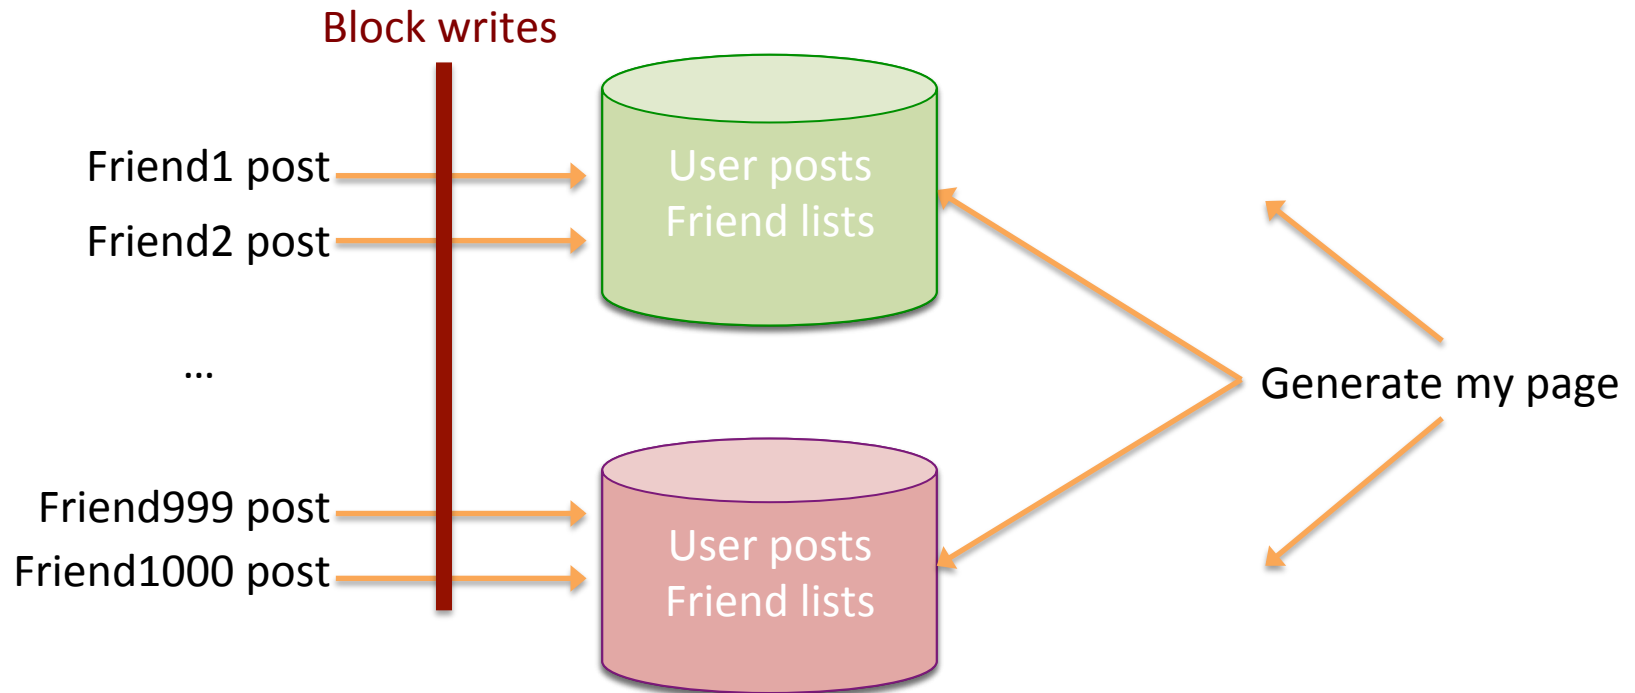 Block writes
Friend1 post
Friend2 post
…
Friend999 post
Friend1000 post
User posts
Friend lists
User posts
Friend lists
Generate my page